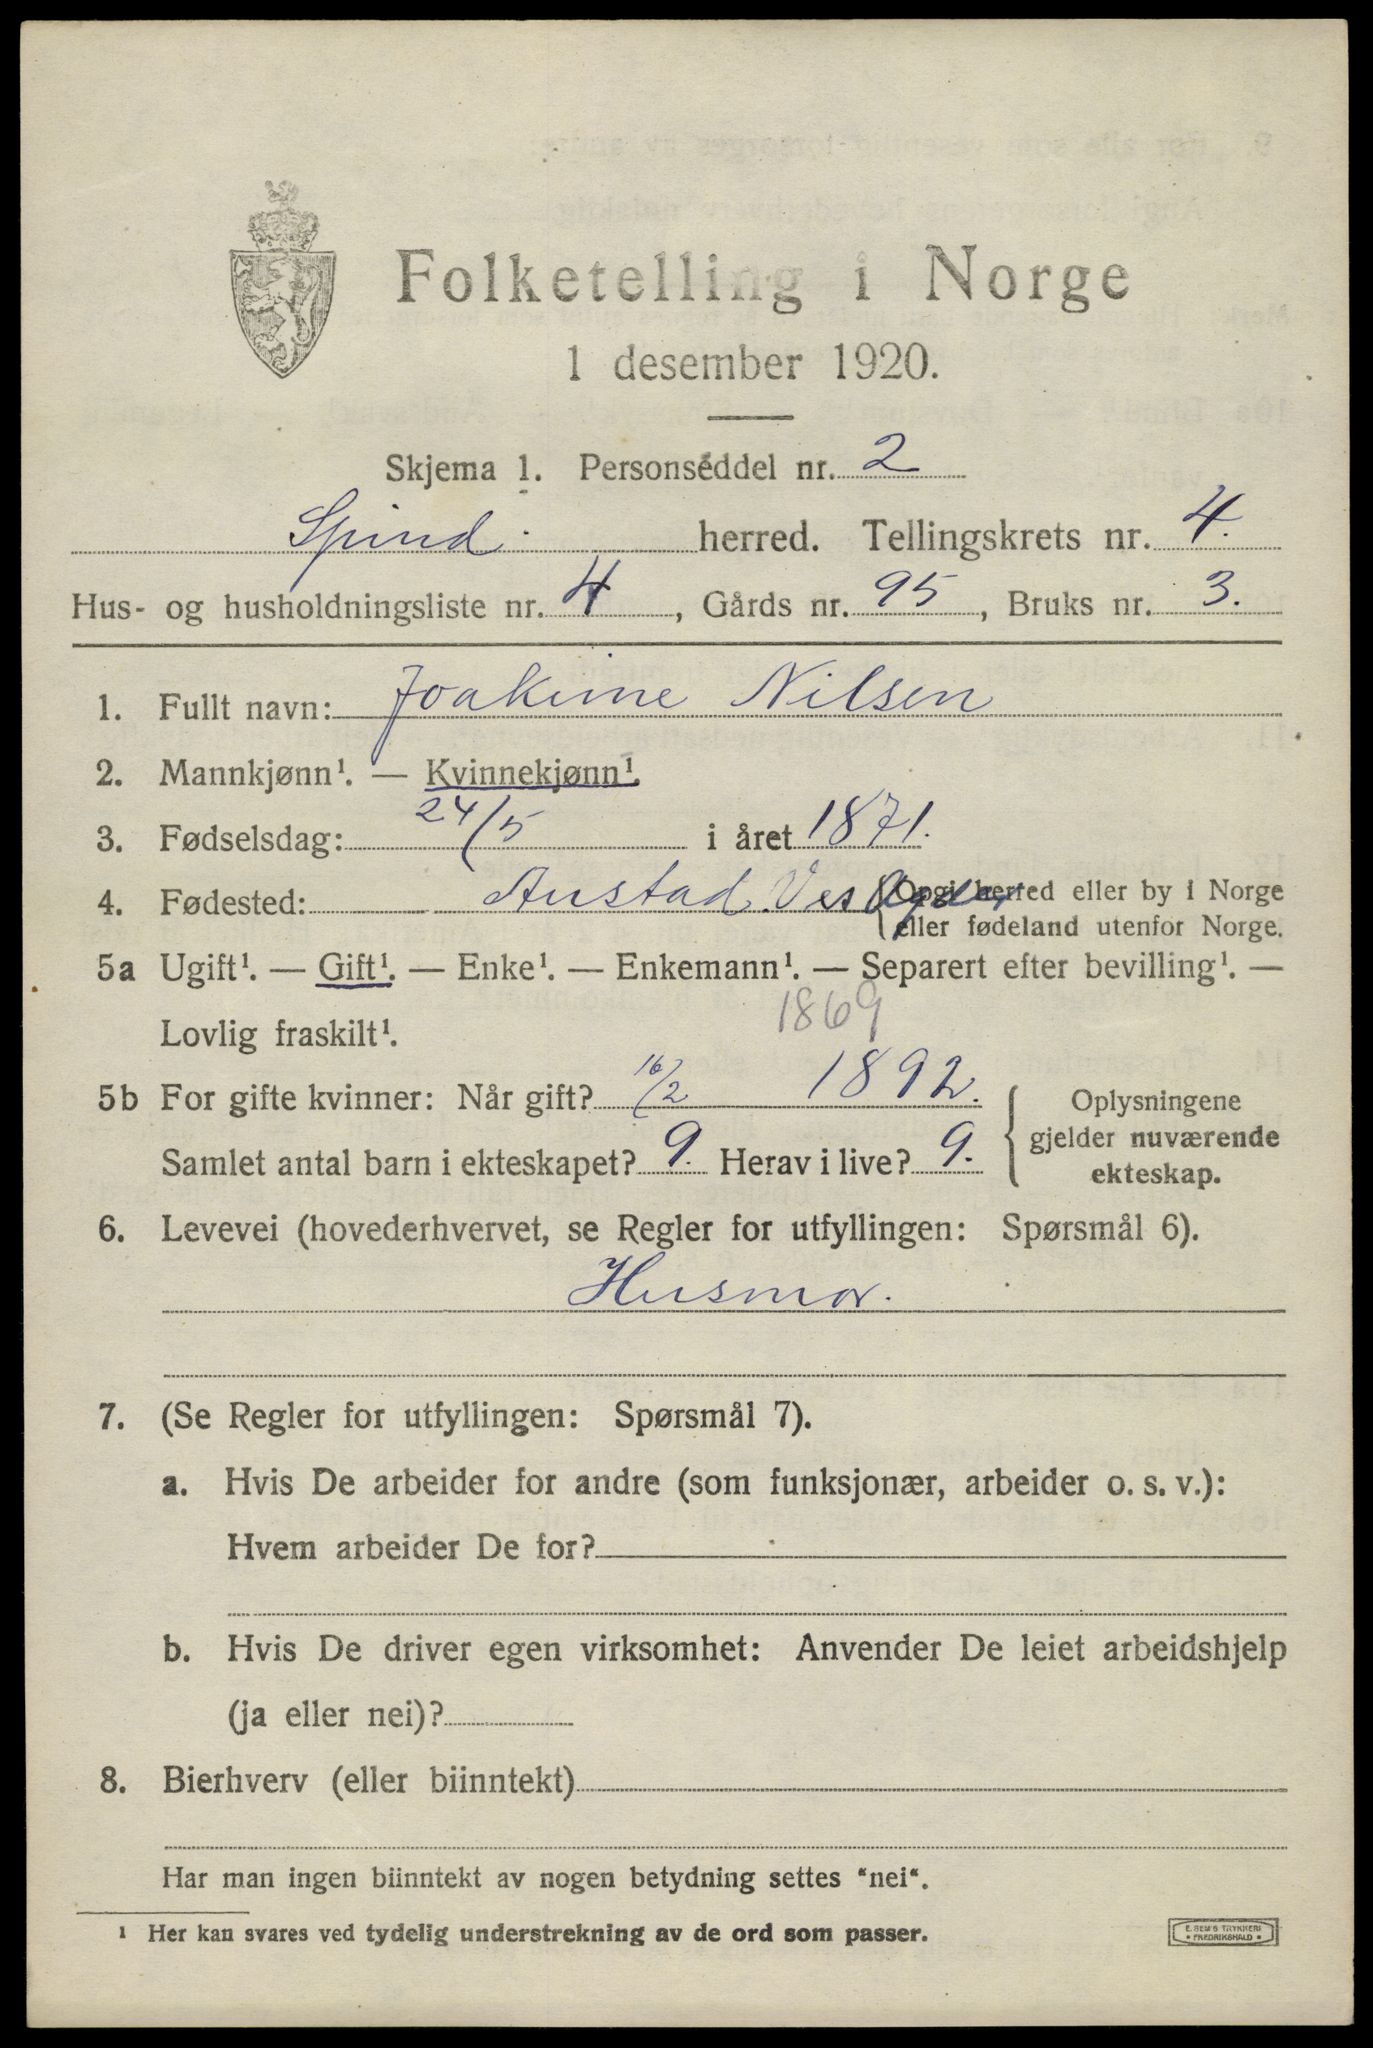 Folketelling i Norge
1 desember 1920.
Skjema 1. Personseddel nr. 2
Spind herred. Tellingskrets nr. 4.
Hus- og husholdningsliste nr. 4, Gårds nr. 95, Bruks nr. 3.
1. Fullt navn: Joakime Nilsen
2. Mannkjønn¹. — Kvinnekjønn¹.
3. Fødselsdag: 24/5 i året 1871.
4. Fødested: Austad Ves Agder { Opgi herred eller by i Norge
eller fødeland utenfor Norge.
5a Ugift¹. — Gift¹. — Enke¹. — Enkemann¹. — Separert efter bevilling¹. —
Lovlig fraskilt¹. 1869
5b For gifte kvinner: Når gift? 16/2 1892. { Oplysningene
gjelder nuværende
Samlet antal barn i ekteskapet? 9. Herav i live? 9. ekteskap.
6. Levevei (hovederhvervet, se Regler for utfyllingen: Spørsmål 6).
Husmor.
7. (Se Regler for utfyllingen: Spørsmål 7).
a. Hvis De arbeider for andre (som funksjonær, arbeider o. s. v.):
Hvem arbeider De for?
b. Hvis De driver egen virksomhet: Anvender De leiet arbeidshjelp
(ja eller nei)?
8. Bierhverv (eller biinntekt)
Har man ingen biinntekt av nogen betydning settes "nei".
¹ Her kan svares ved tydelig understrekning av de ord som passer.
E. SEM'S TRYKKERI
• FREDRIKSHALD •